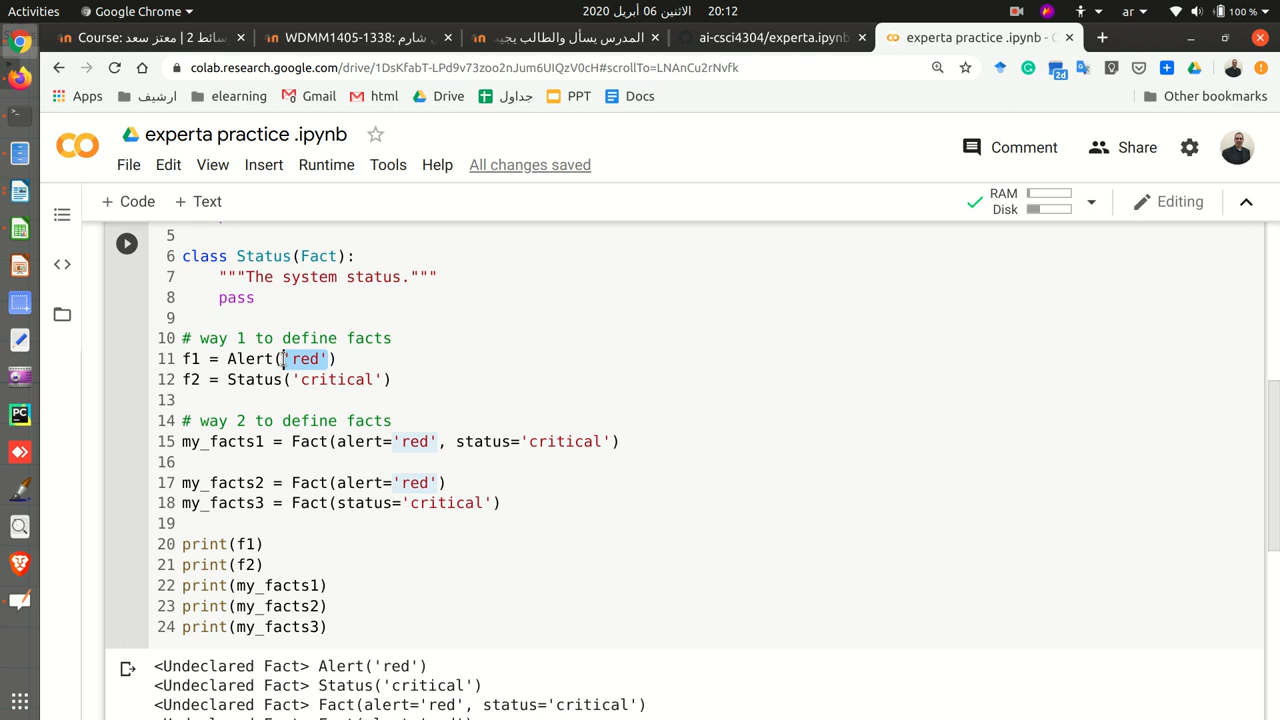 Activities
Google Chrome
الاثنين 06 أبريل 2020 20:12
ar
100 %
Course: وسائط 2 | معتز سعد
WDMM1405-1338: شارم
المدرس يسأل والطالب يجيب
ai-csci4304/experta.ipynb
experta practice .ipynb - C
colab.research.google.com/drive/1DsKfabT-LPd9v73zoo2nJum6UIQzV0cH#scrollTo=LNAnCu2rNvfk
2d
Apps
ارشيف
elearning
Gmail
html
Drive
جداول
PPT
Docs
Other bookmarks
experta practice .ipynb
Comment
Share
File Edit View Insert Runtime Tools Help All changes saved
+ Code + Text
RAM
Disk
Editing
5
6 class Status(Fact):
7 """The system status."""
8 pass
9
10 # way 1 to define facts
11 f1 = Alert('red')
12 f2 = Status('critical')
13
14 # way 2 to define facts
15 my_facts1 = Fact(alert='red', status='critical')
16
17 my_facts2 = Fact(alert='red')
18 my_facts3 = Fact(status='critical')
19
20 print(f1)
21 print(f2)
22 print(my_facts1)
23 print(my_facts2)
24 print(my_facts3)
<Undeclared Fact> Alert('red')
<Undeclared Fact> Status('critical')
<Undeclared Fact> Fact(alert='red', status='critical')